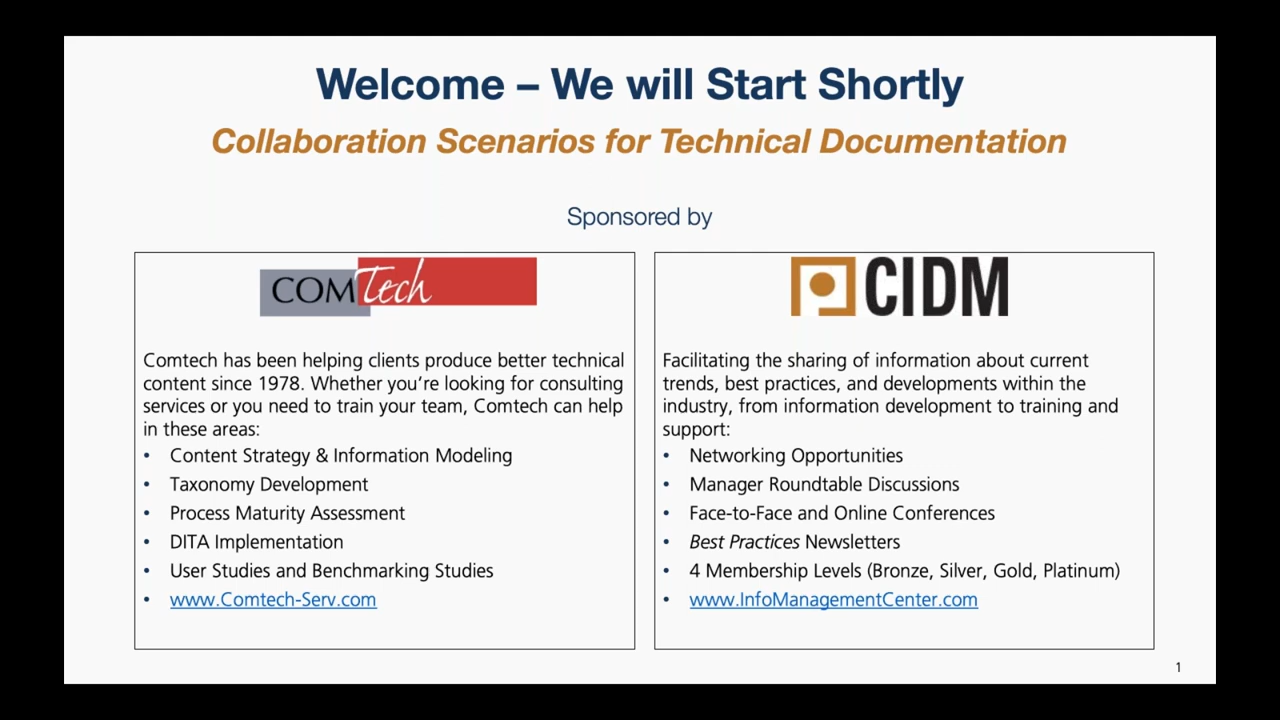 Welcome – We will Start Shortly
Collaboration Scenarios for Technical Documentation
Sponsored by
COMTech
Comtech has been helping clients produce better technical
content since 1978. Whether you’re looking for consulting
services or you need to train your team, Comtech can help
in these areas:
• Content Strategy & Information Modeling
• Taxonomy Development
• Process Maturity Assessment
• DITA Implementation
• User Studies and Benchmarking Studies
• www.Comtech-Serv.com
CIDM
Facilitating the sharing of information about current
trends, best practices, and developments within the
industry, from information development to training and
support:
• Networking Opportunities
• Manager Roundtable Discussions
• Face-to-Face and Online Conferences
• Best Practices Newsletters
• 4 Membership Levels (Bronze, Silver, Gold, Platinum)
• www.InfoManagementCenter.com
1